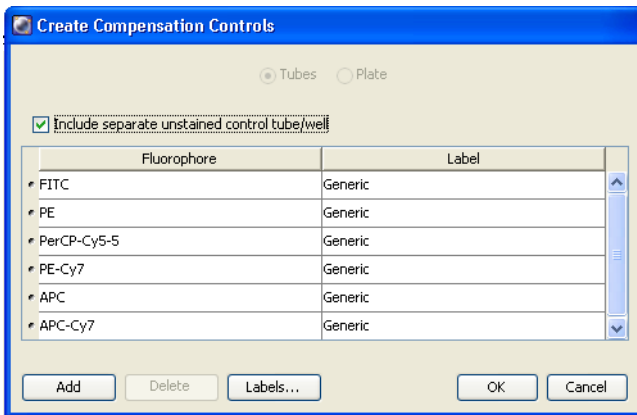 Create Compensation Controls
Tubes Plate
Include separate unstained control tube/well
Fluorophore Label
FITC Generic
PE Generic
PerCP-Cy5-5 Generic
PE-Cy7 Generic
APC Generic
APC-Cy7 Generic
Add Delete Labels... OK Cancel